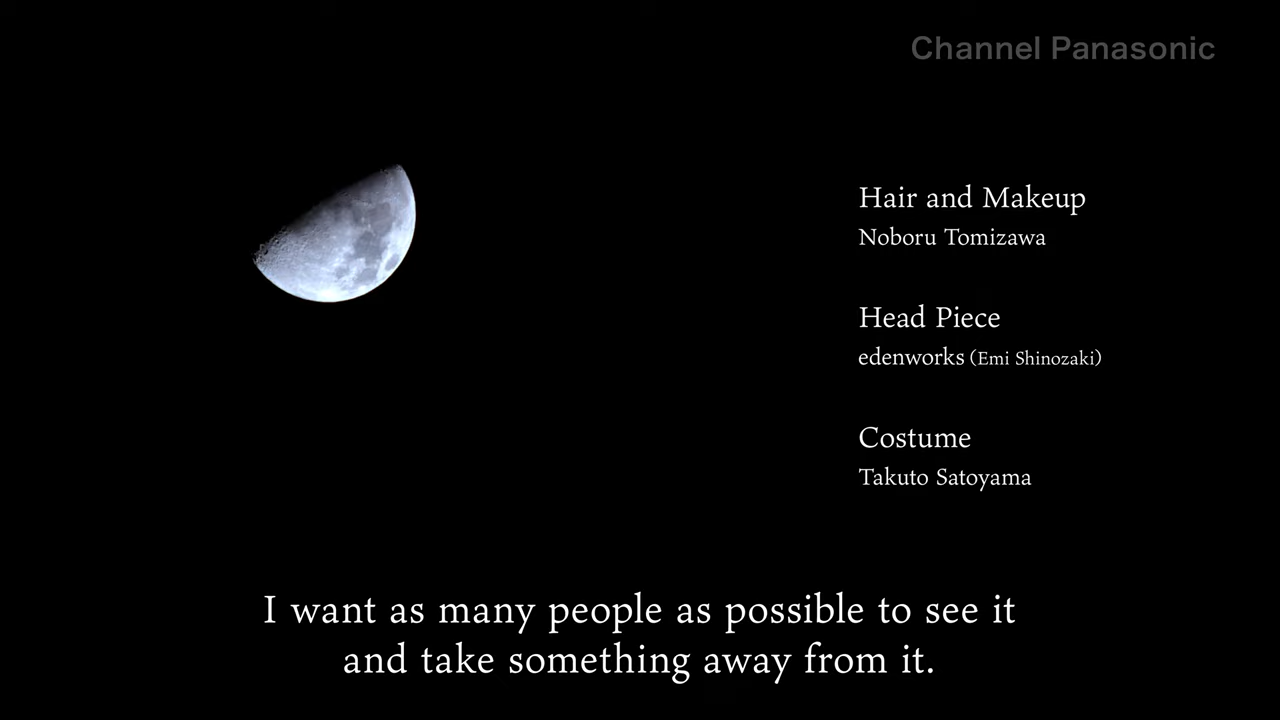 Channel Panasonic
Hair and Makeup
Noboru Tomizawa
Head Piece
edenworks (Emi Shinozaki)
Costume
Takuto Satoyama
I want as many people as possible to see it
and take something away from it.